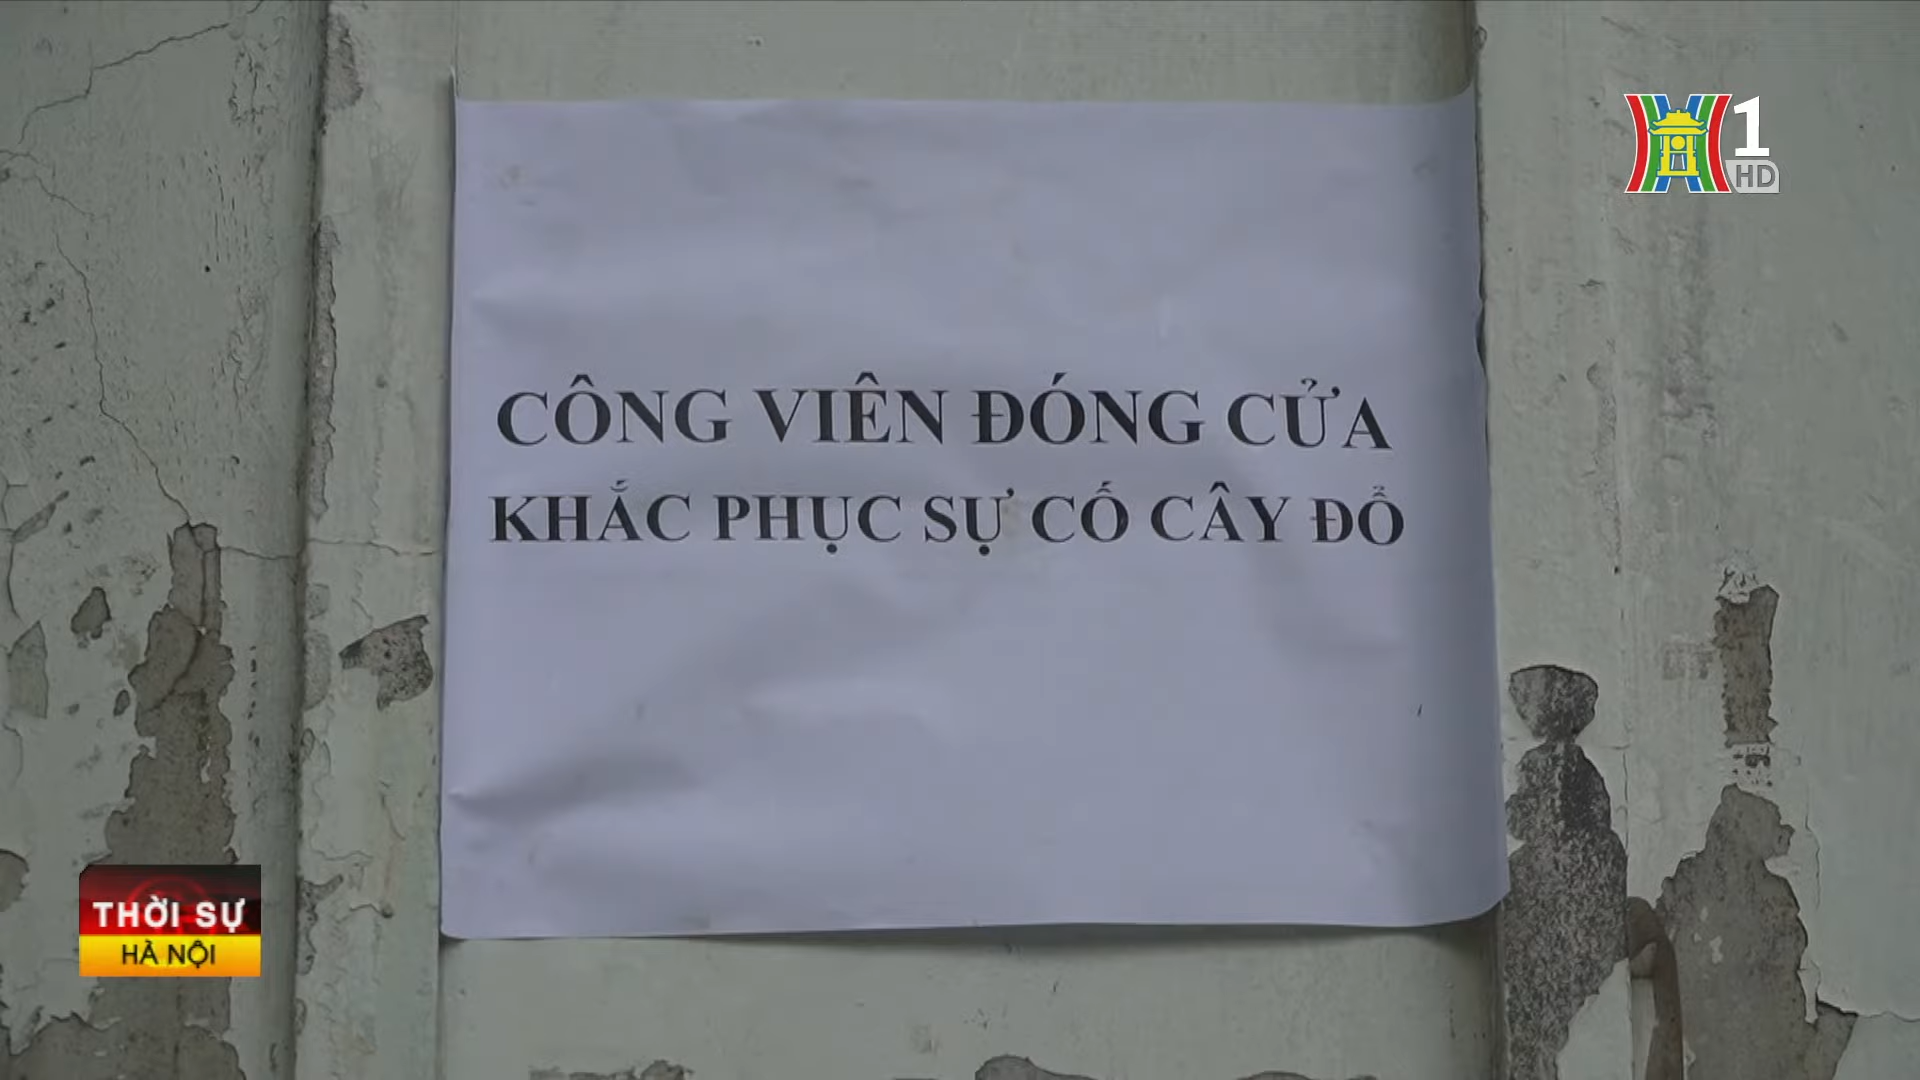 1
HD
CÔNG VIÊN ĐÓNG CỬA
KHẮC PHỤC SỰ CỐ CÂY ĐỔ
THỜI SỰ
HÀ NỘI